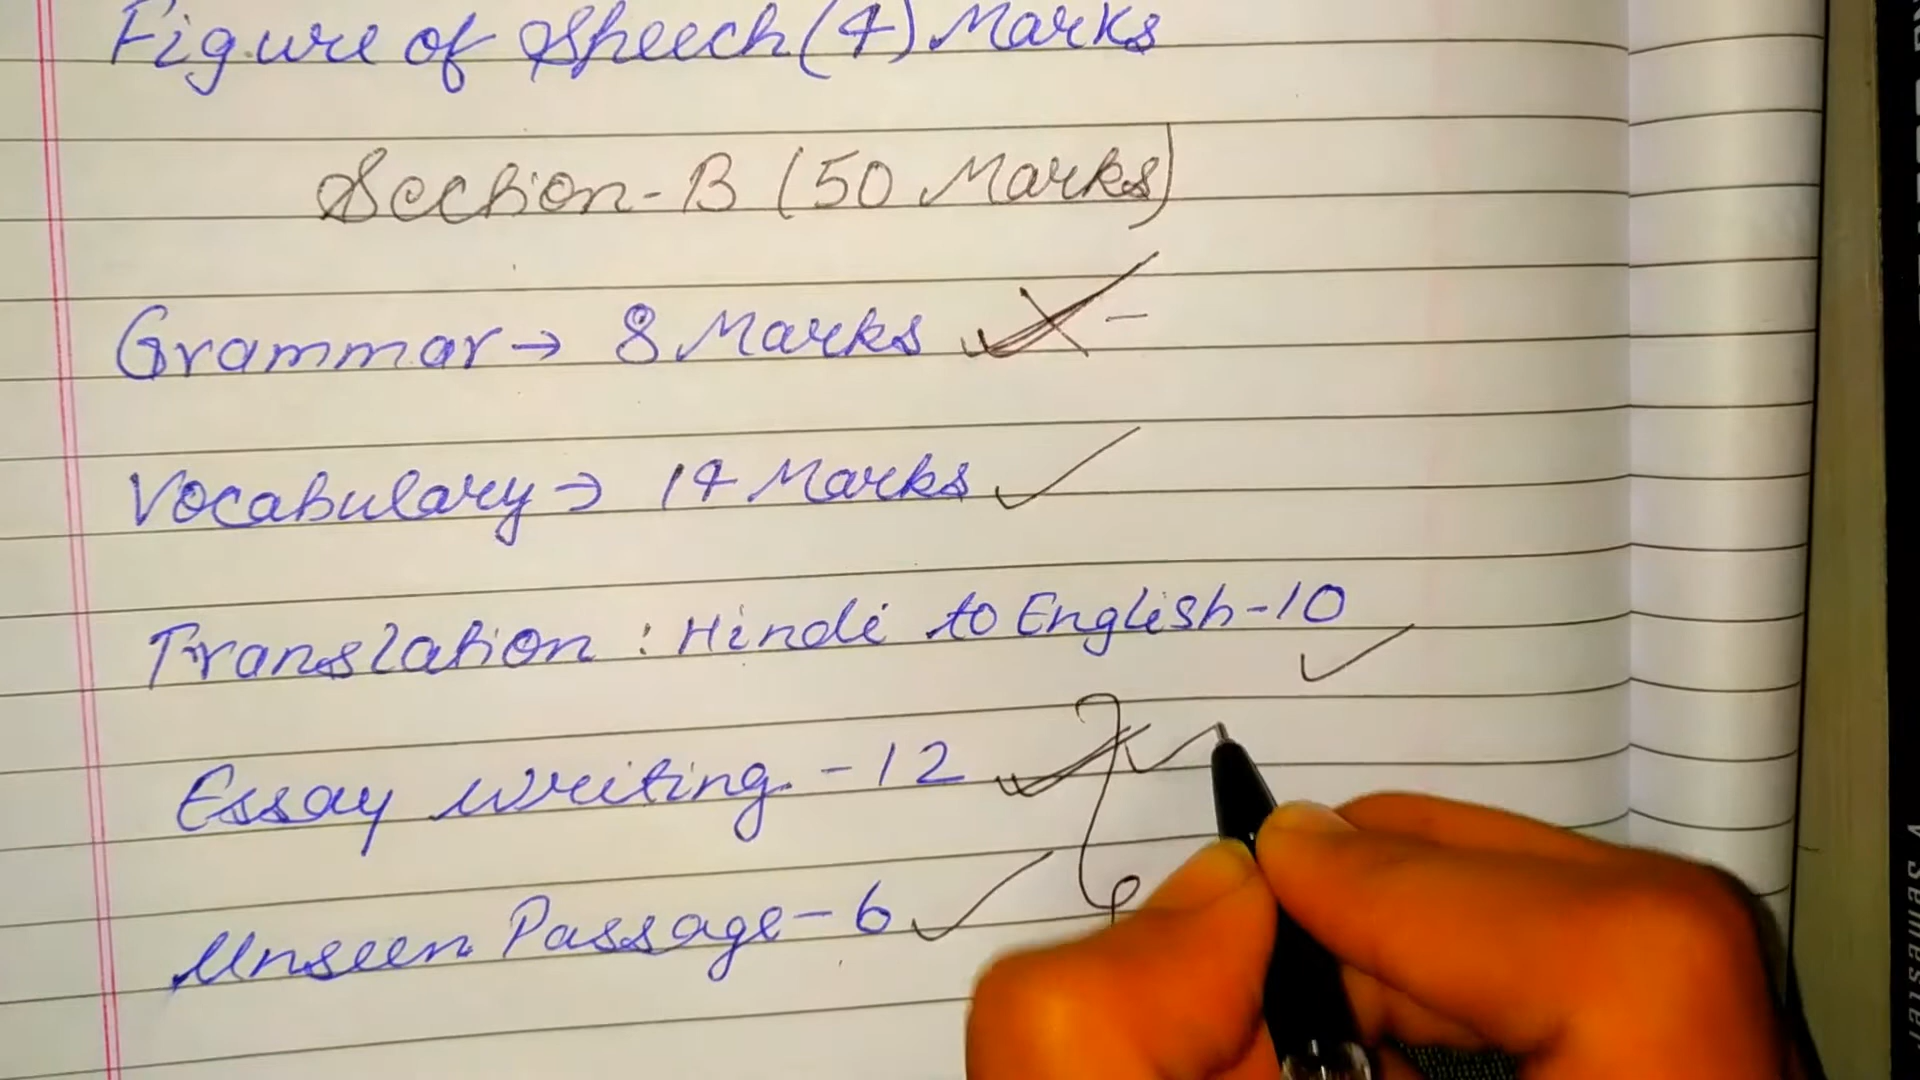 Figure of Speech (4) Marks
Section-B (50 Marks)
Grammar → 8 Marks
Vocabulary → 14 Marks
Translation : Hindi to English-10
Essay writing. -12
Unseen Passage-6